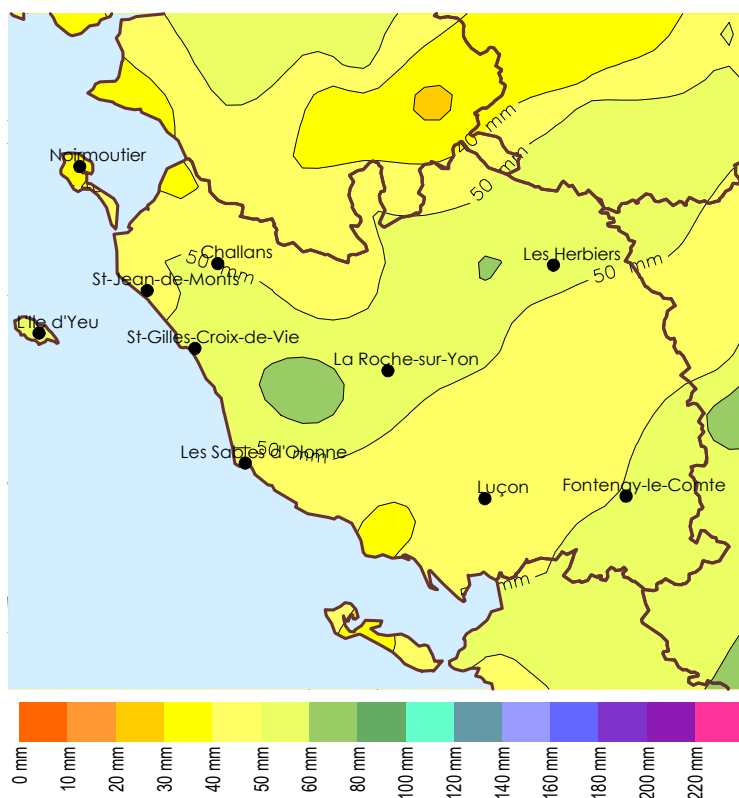 40 mm
50 mm
Noirmoutier
Challans
50 mm
Les Herbiers
50 mm
St-Jean-de-Monts
L'Ile d'Yeu
St-Gilles-Croix-de-Vie
La Roche-sur-Yon
50 mm
Les Sables d'Olonne
Luçon
Fontenay-le-Comte
mm
0 mm
10 mm
20 mm
30 mm
40 mm
50 mm
60 mm
80 mm
100 mm
120 mm
140 mm
160 mm
180 mm
200 mm
220 mm